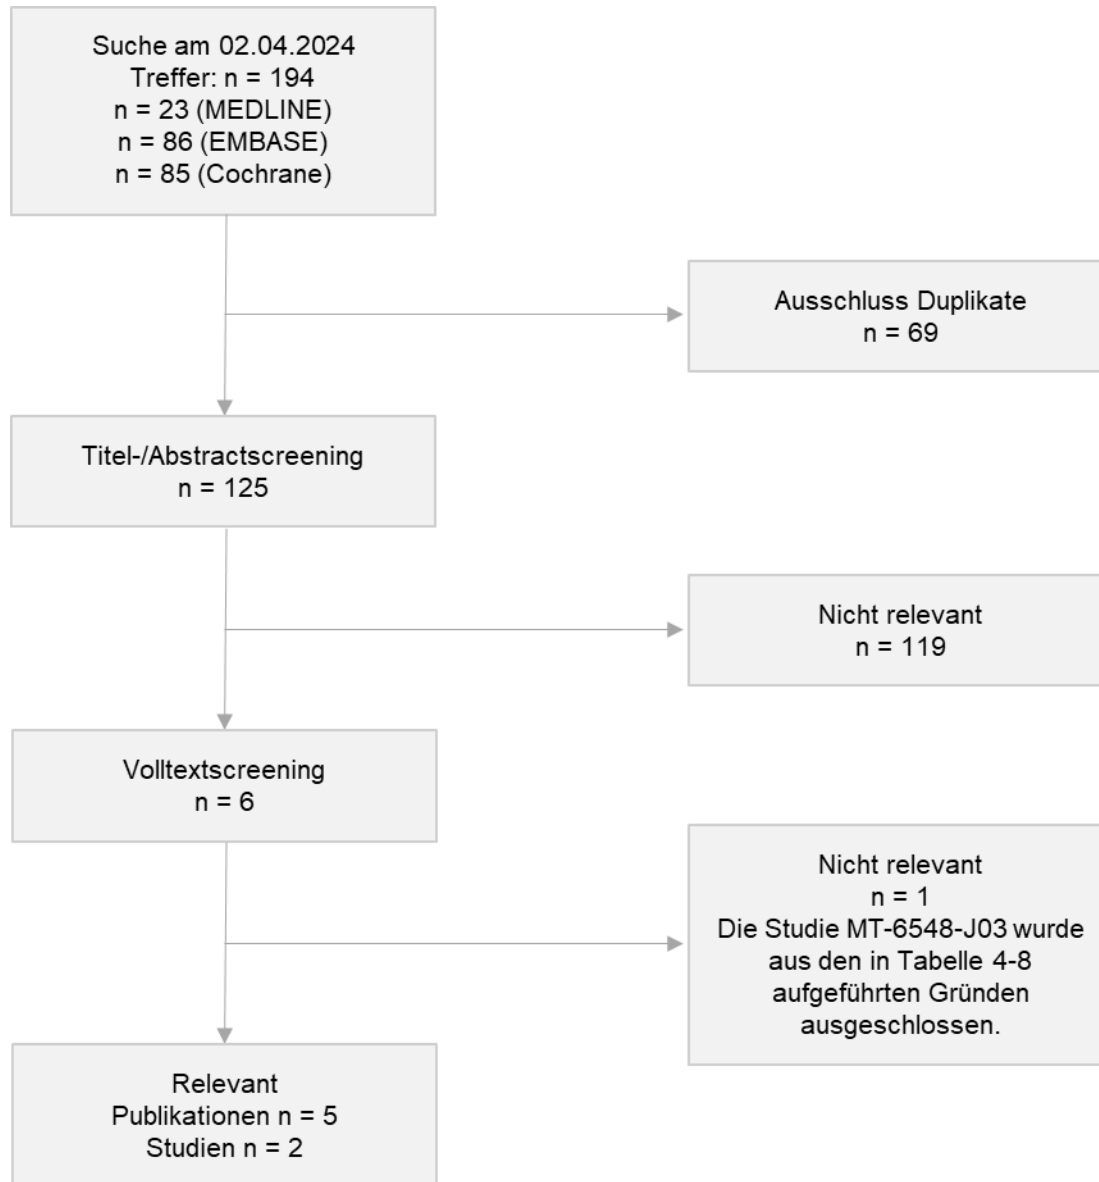 Suche am 02.04.2024
Treffer: n = 194
n = 23 (MEDLINE)
n = 86 (EMBASE)
n = 85 (Cochrane)
Ausschluss Duplikate
n = 69
Titel-/Abstractscreening
n = 125
Nicht relevant
n = 119
Volltextscreening
n = 6
Nicht relevant
n = 1
Die Studie MT-6548-J03 wurde
aus den in Tabelle 4-8
aufgeführten Gründen
ausgeschlossen.
Relevant
Publikationen n = 5
Studien n = 2